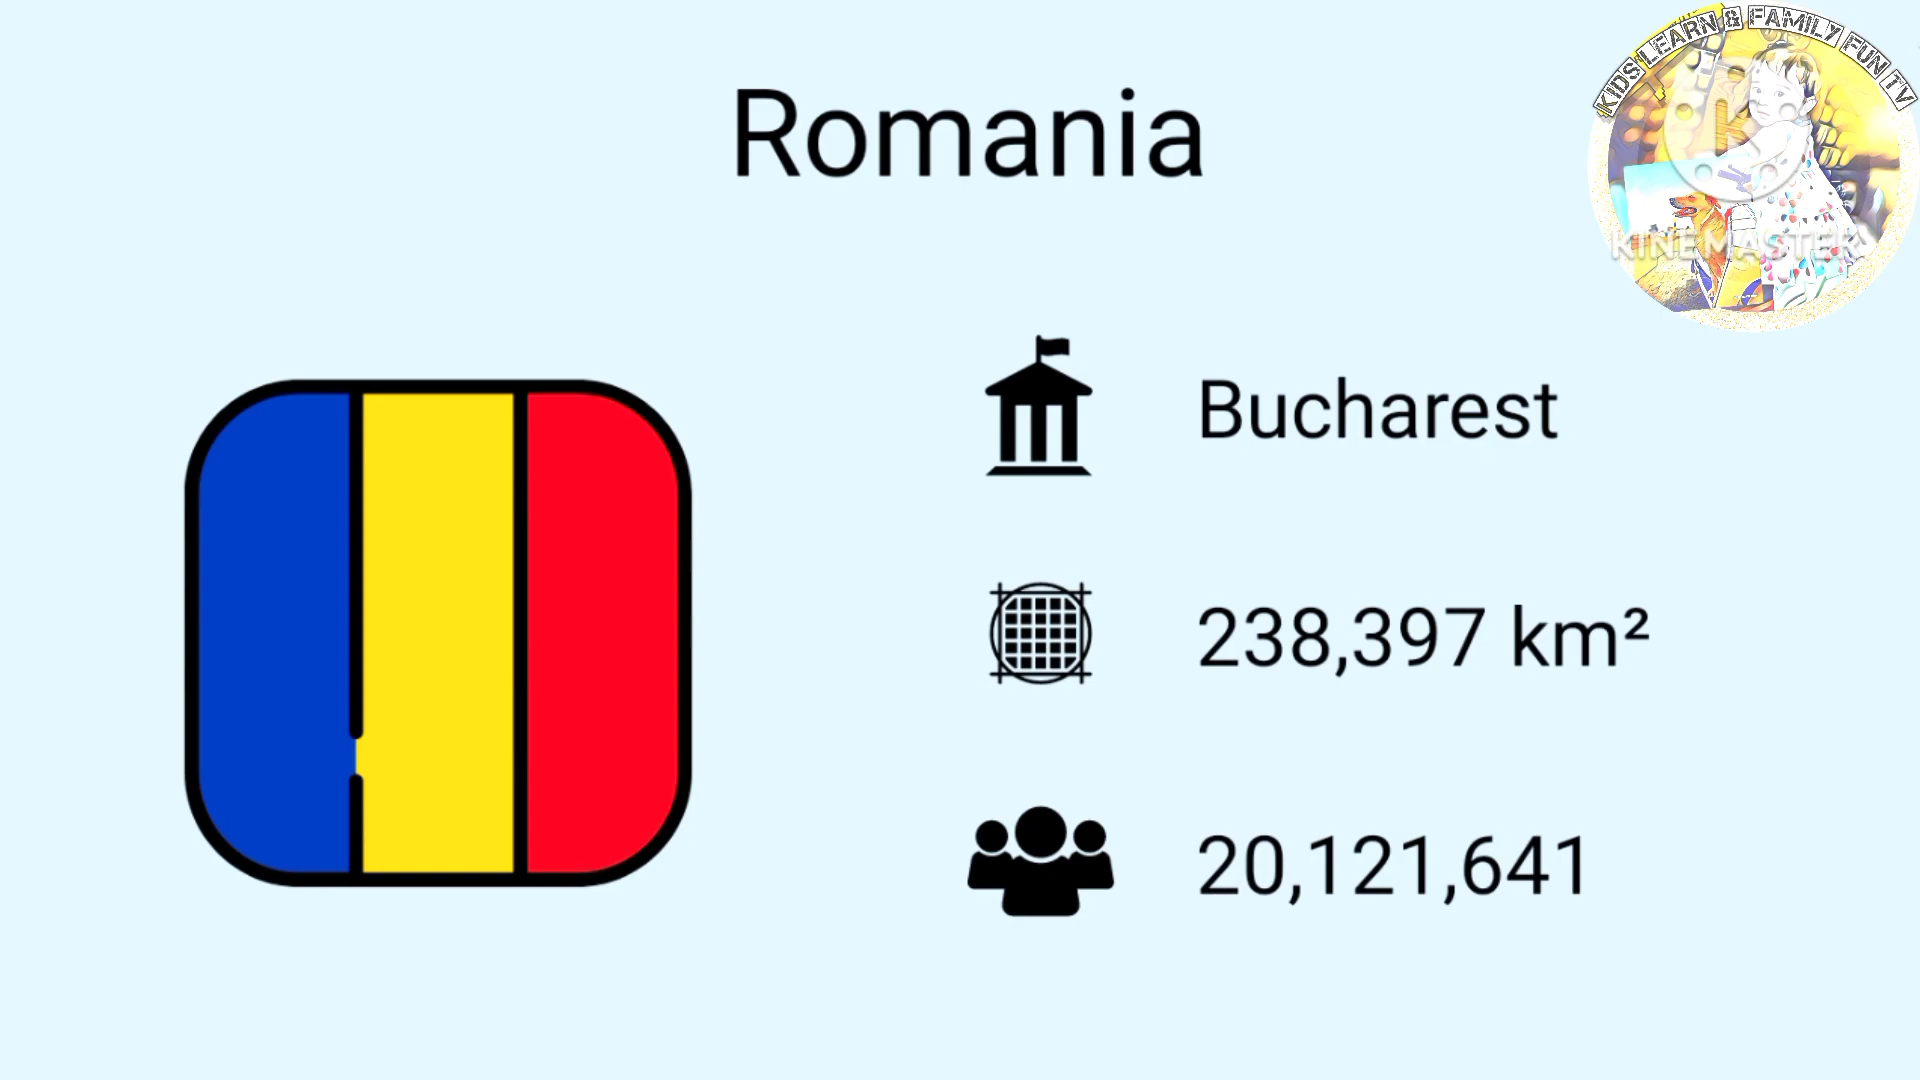 KIDS LEARN & FAMILY FUN TV
Romania
KINEMASTER
Bucharest
238,397 km²
20,121,641